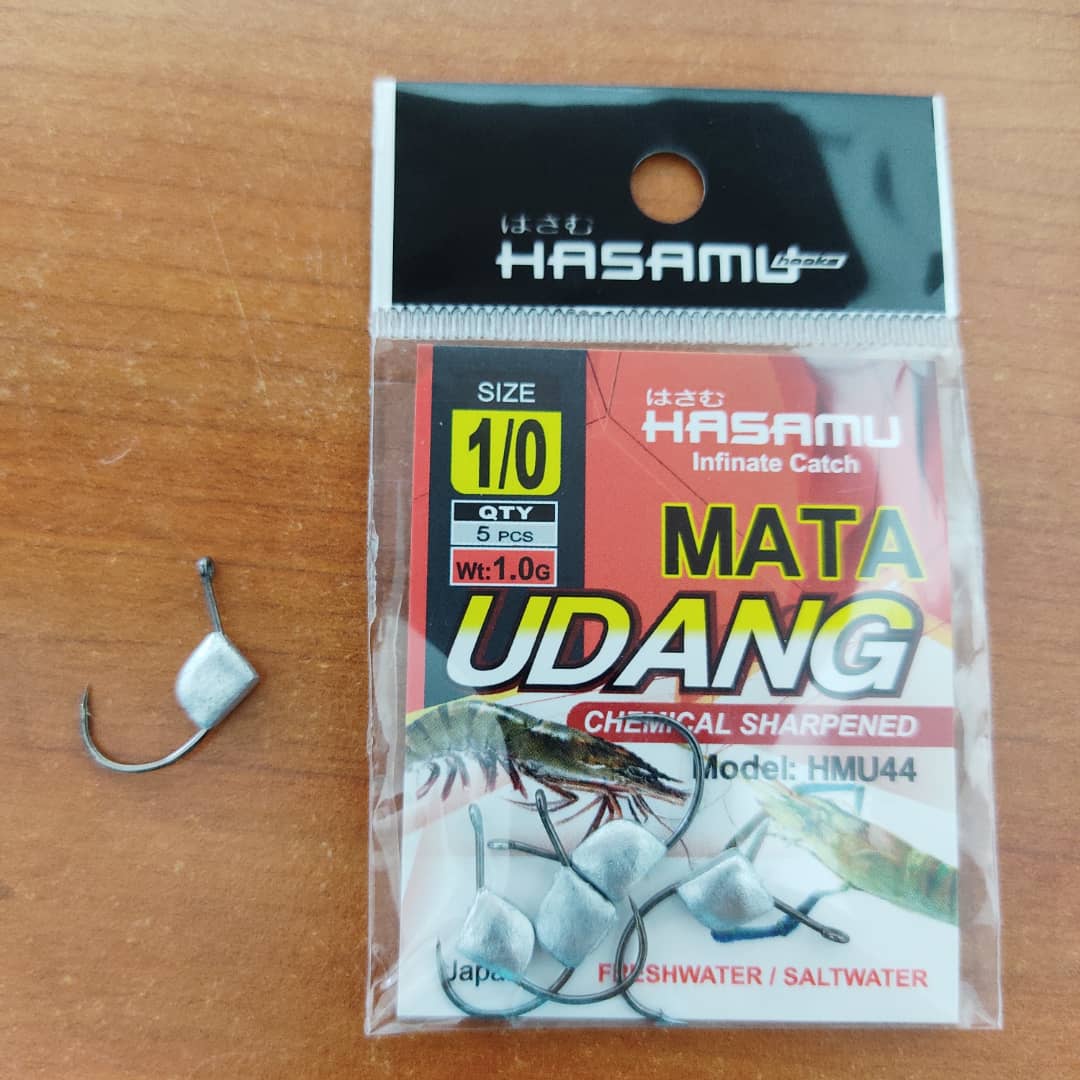 はさむ
HASAMU
hooks
SIZE
1/0
QTY
5 PCS
Wt:1.0G
はさむ
HASAMU
Infinate Catch
MATA
UDANG
CHEMICAL SHARPENED
Model: HMU44
FRESHWATER / SALTWATER